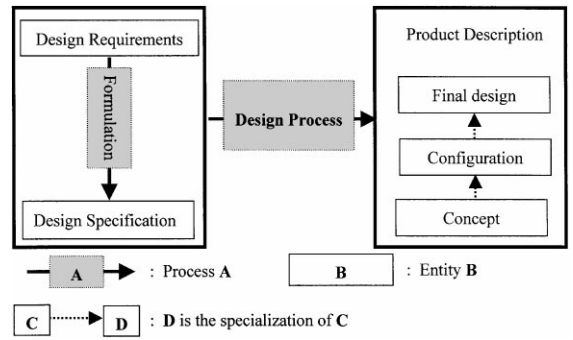 Design Requirements
Formulation
Design Specification
Design Process
Product Description
Final design
Configuration
Concept
A : Process A
B : Entity B
C D : D is the specialization of C